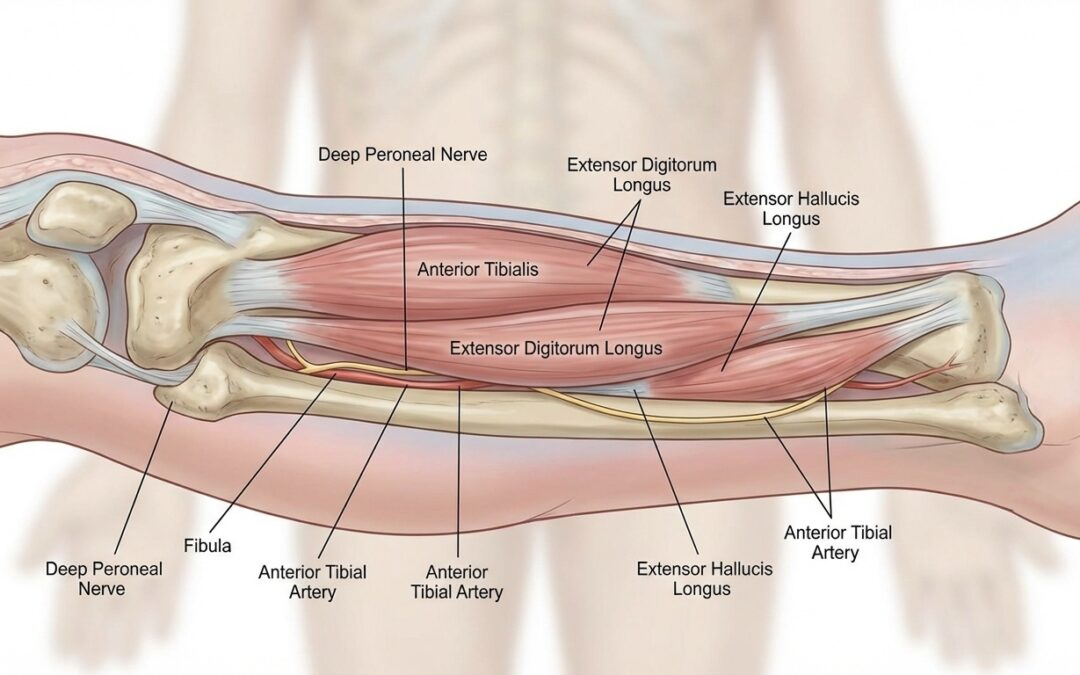 Deep Peroneal Nerve
Extensor Digitorum
Longus
Extensor Hallucis
Longus
Anterior Tibialis
Extensor Digitorum Longus
Deep Peroneal
Nerve
Fibula
Anterior Tibial
Artery
Anterior
Tibial Artery
Extensor Hallucis
Longus
Anterior Tibial
Artery